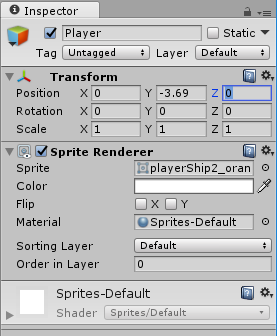 Inspector
Player Static
Tag Untagged Layer Default
Transform
Position X 0 Y -3.69 Z 0
Rotation X 0 Y 0 Z 0
Scale X 1 Y 1 Z 1
Sprite Renderer
Sprite playerShip2_oran
Color
Flip X Y
Material Sprites-Default
Sorting Layer Default
Order in Layer 0
Sprites-Default
Shader Sprites/Default